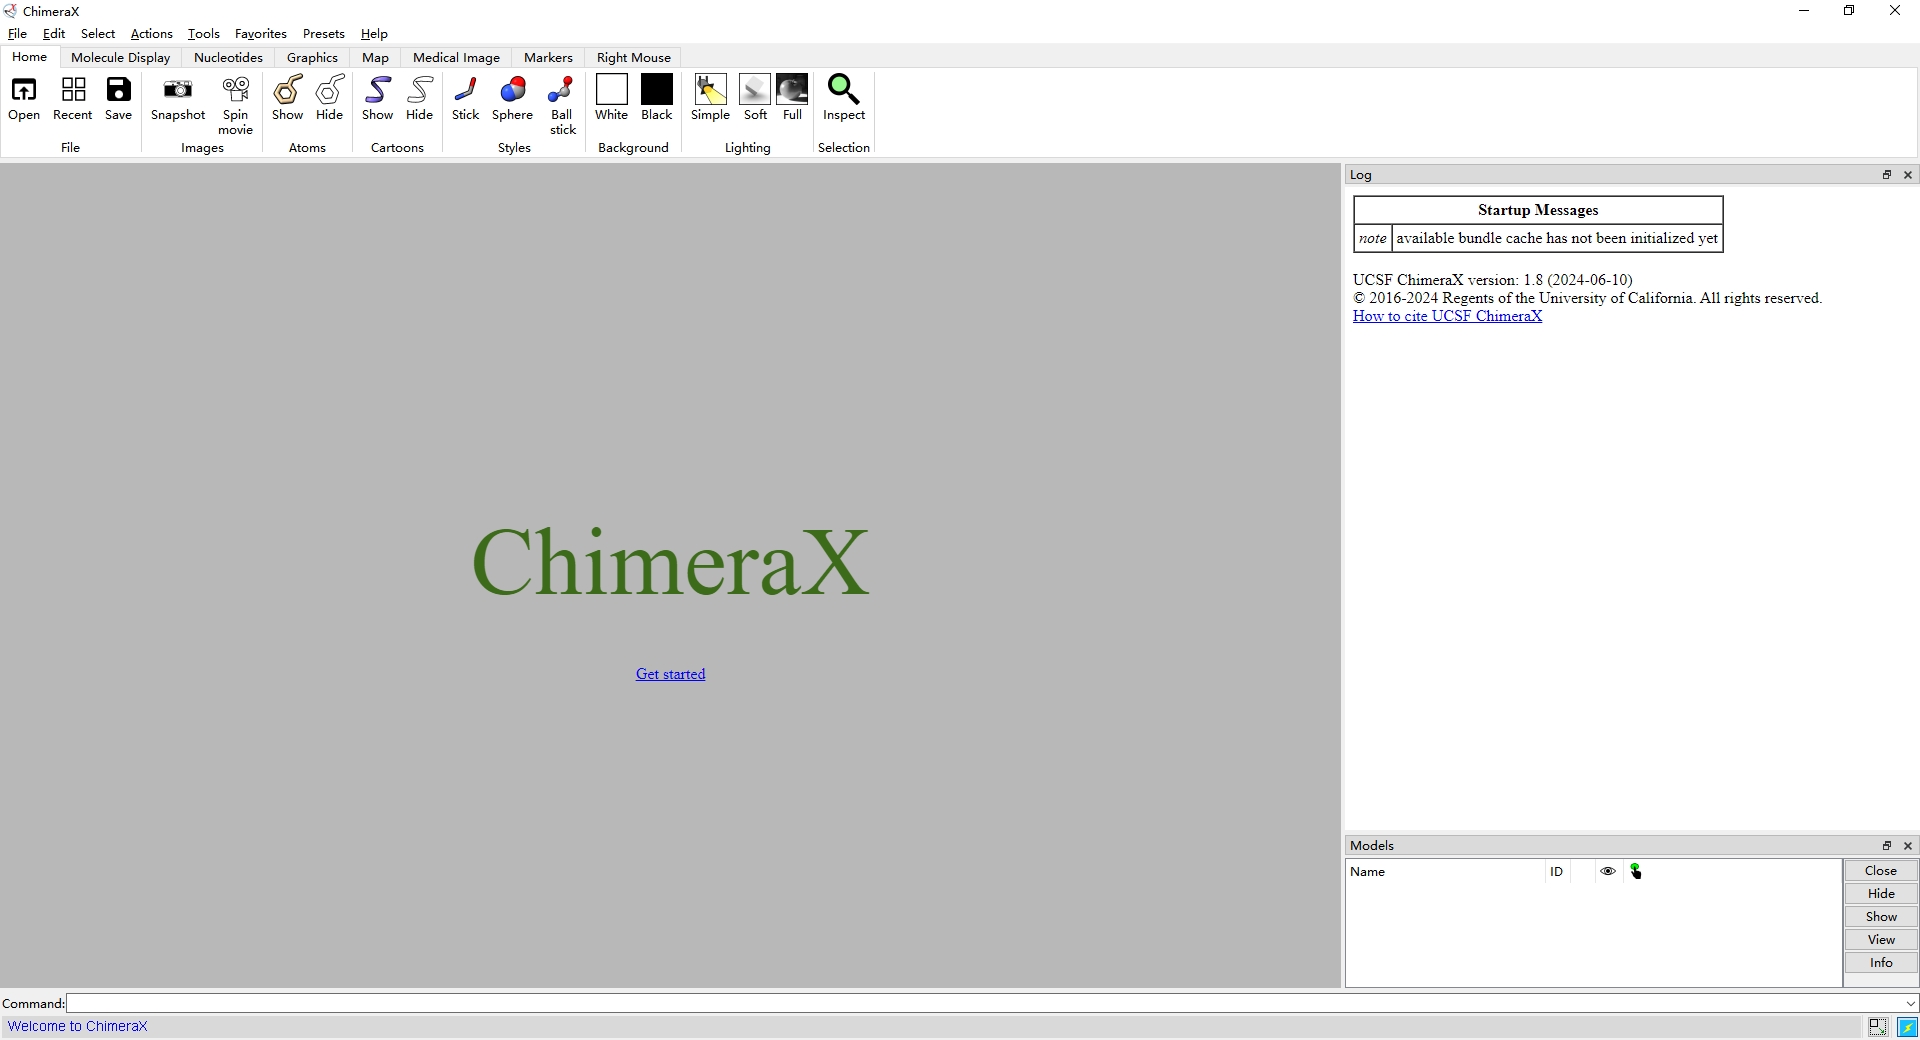 ChimeraX
File Edit Select Actions Tools Favorites Presets Help
Home Molecule Display Nucleotides Graphics Map Medical Image Markers Right Mouse
Open Recent Save Snapshot Spin movie Show Hide Show Hide Stick Sphere Ball stick White Black Simple Soft Full Inspect
File Images Atoms Cartoons Styles Background Lighting Selection
ChimeraX
Get started
Log
Startup Messages
note available bundle cache has not been initialized yet
UCSF ChimeraX version: 1.8 (2024-06-10)
© 2016-2024 Regents of the University of California. All rights reserved.
How to cite UCSF ChimeraX
Models
Name ID
Close
Hide
Show
View
Info
Command:
Welcome to ChimeraX